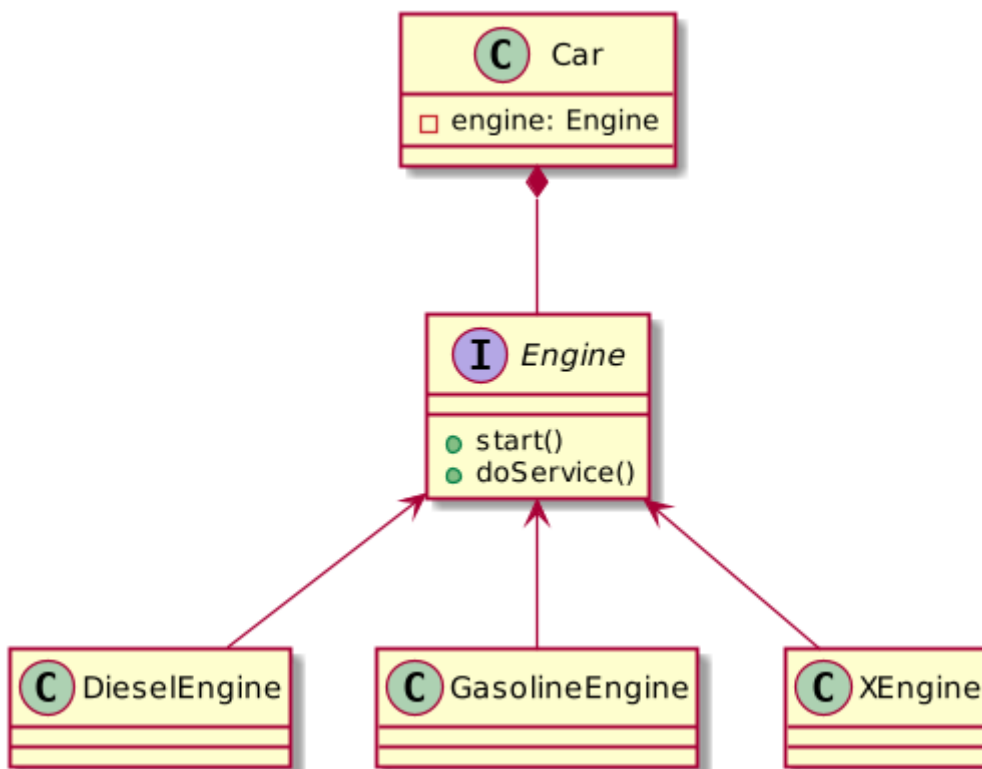 C Car
engine: Engine
I Engine
start()
doService()
C DieselEngine
C GasolineEngine
C XEngine